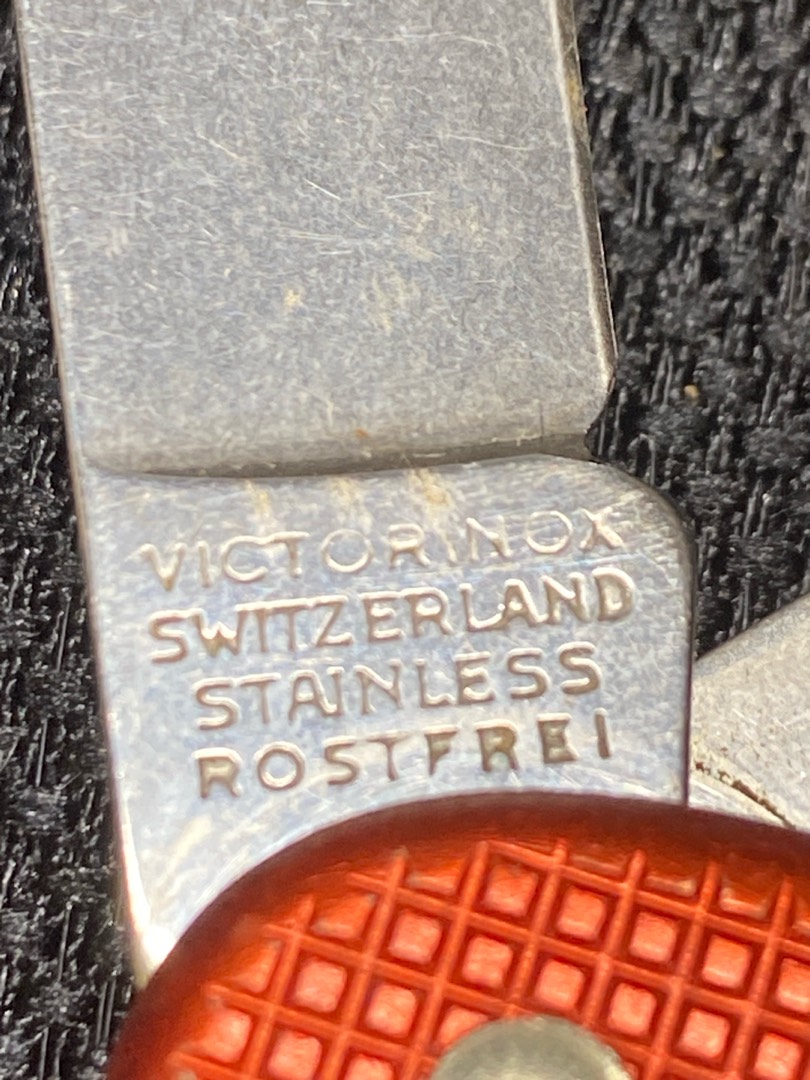 VICTORINOX
SWITZERLAND
STAINLESS
ROSTFREI